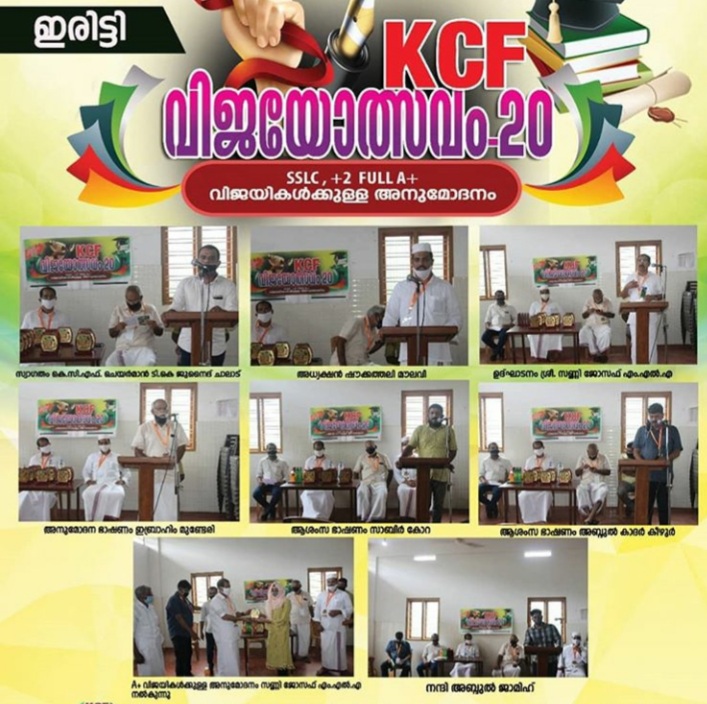 ഇരിട്ടി
KCF
വിജയോത്സവം-20
SSLC, +2 FULL A+
വിജയികൾക്കുള്ള അനുമോദനം
സ്വാഗതം കെ.സി.എഫ്. ചെയർമാൻ ടി.കെ ജുനൈദ് ചാലാട്
അധ്യക്ഷൻ ഷൗക്കത്തലി മൗലവി
ഉദ്ഘാടനം ശ്രീ. സണ്ണി ജോസഫ് എം.എൽ.എ
അനുമോദന ഭാഷണം ഇബ്രാഹിം മുണ്ടേരി
ആശംസ ഭാഷണം സാബിർ കോറ
ആശംസ ഭാഷണം അബ്ദുൽ കാദർ കീഴൂർ
A+ വിജയികൾക്കുള്ള അനുമോദനം സണ്ണി ജോസഫ് എം.എൽ.എ
നൽകുന്നു
നന്ദി അബ്ദുൽ ജാമിഹ്